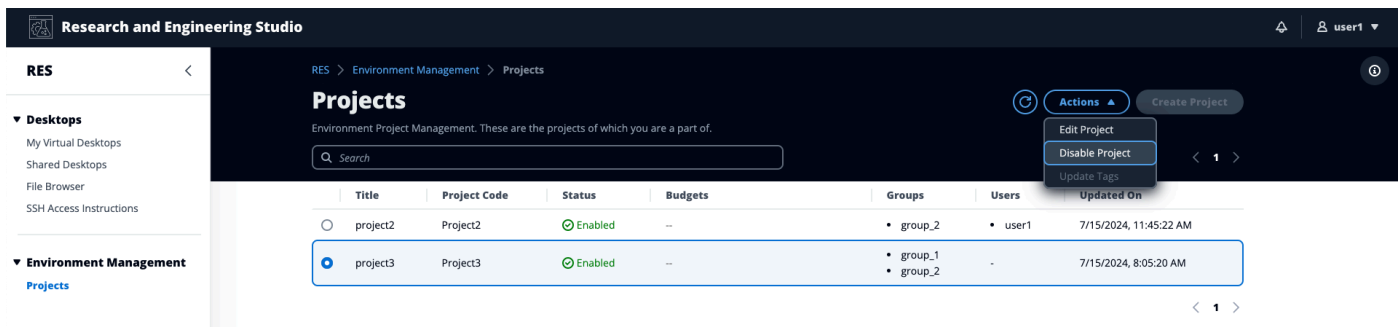 Research and Engineering Studio
user1
RES
RES > Environment Management > Projects
Projects
Actions
Create Project
Environment Project Management. These are the projects of which you are a part of.
Edit Project
Disable Project
Update Tags
Search
< 1 >
Desktops
My Virtual Desktops
Shared Desktops
File Browser
SSH Access Instructions
Environment Management
Projects
Title Project Code Status Budgets Groups Users Updated On
project2 Project2 Enabled -- • group_2 • user1 7/15/2024, 11:45:22 AM
project3 Project3 Enabled -- • group_1 - 7/15/2024, 8:05:20 AM
• group_2
< 1 >